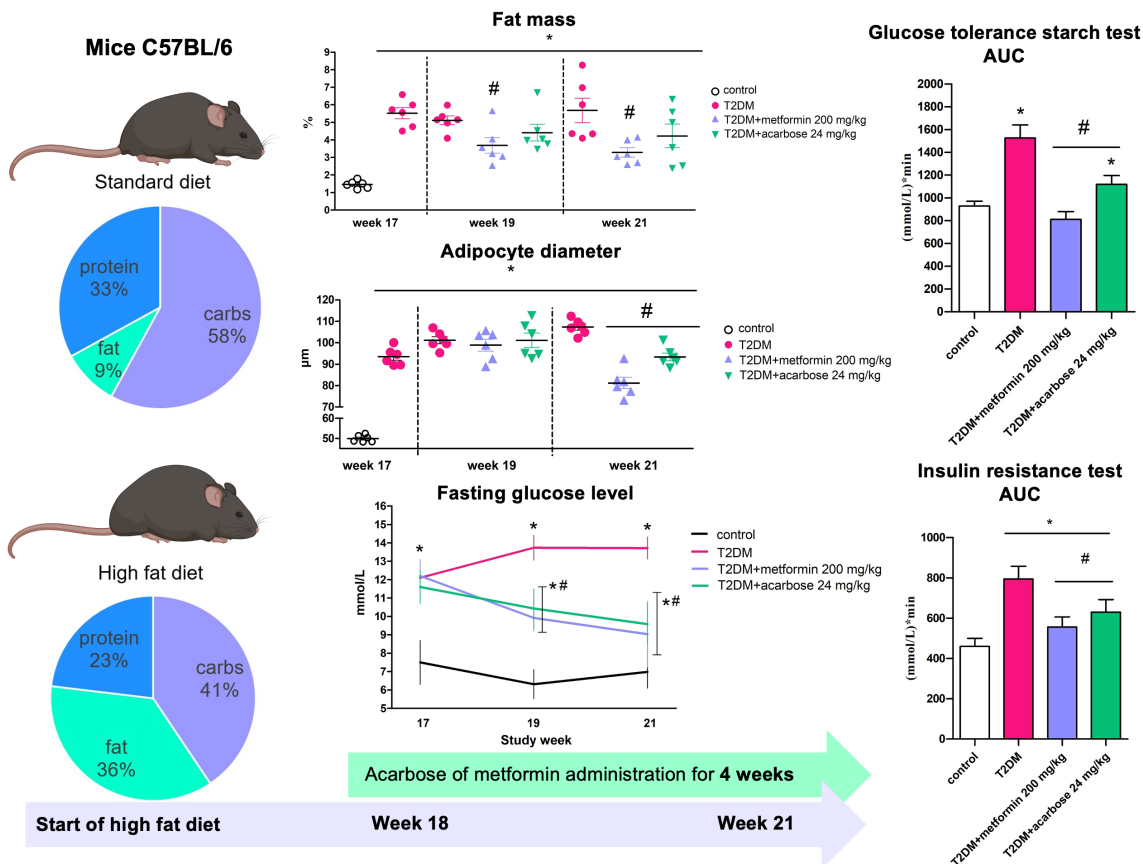 Mice C57BL/6
Standard diet
protein
33%
carbs
58%
fat
9%
High fat diet
protein
23%
carbs
41%
fat
36%
Fat mass
*
9
8
7
6
5
4
3
2
1
0
%
#
#
week 17
week 19
week 21
control
T2DM
T2DM+metformin 200 mg/kg
T2DM+acarbose 24 mg/kg
Adipocyte diameter
*
120
110
100
90
80
70
60
50
µm
#
week 17
week 19
week 21
control
T2DM
T2DM+metformin 200 mg/kg
T2DM+acarbose 24 mg/kg
Fasting glucose level
16
15
14
13
12
11
10
9
8
7
6
5
mmol/L
*
*
*
*#
*#
17
19
21
Study week
control
T2DM
T2DM+metformin 200 mg/kg
T2DM+acarbose 24 mg/kg
Glucose tolerance starch test
AUC
2000
1800
1600
1400
1200
1000
800
600
400
200
0
(mmol/L)*min
*
#
*
control
T2DM
T2DM+metformin 200 mg/kg
T2DM+acarbose 24 mg/kg
Insulin resistance test
AUC
1000
800
600
400
200
0
(mmol/L)*min
*
#
control
T2DM
T2DM+metformin 200 mg/kg
T2DM+acarbose 24 mg/kg
Acarbose of metformin administration for 4 weeks
Start of high fat diet
Week 18
Week 21